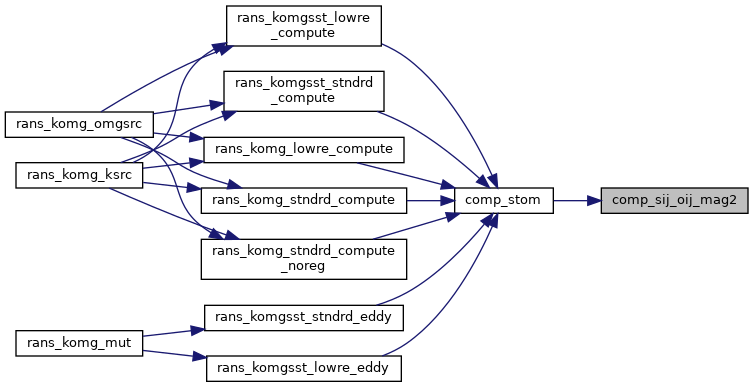 rans_komgsst_lowre
_compute
rans_komgsst_stndrd
_compute
rans_komg_omgsrc
rans_komg_lowre_compute
rans_komg_ksrc
rans_komg_stndrd_compute
comp_stom
comp_sij_oij_mag2
rans_komg_stndrd_compute
_noreg
rans_komgsst_stndrd_eddy
rans_komg_mut
rans_komgsst_lowre_eddy